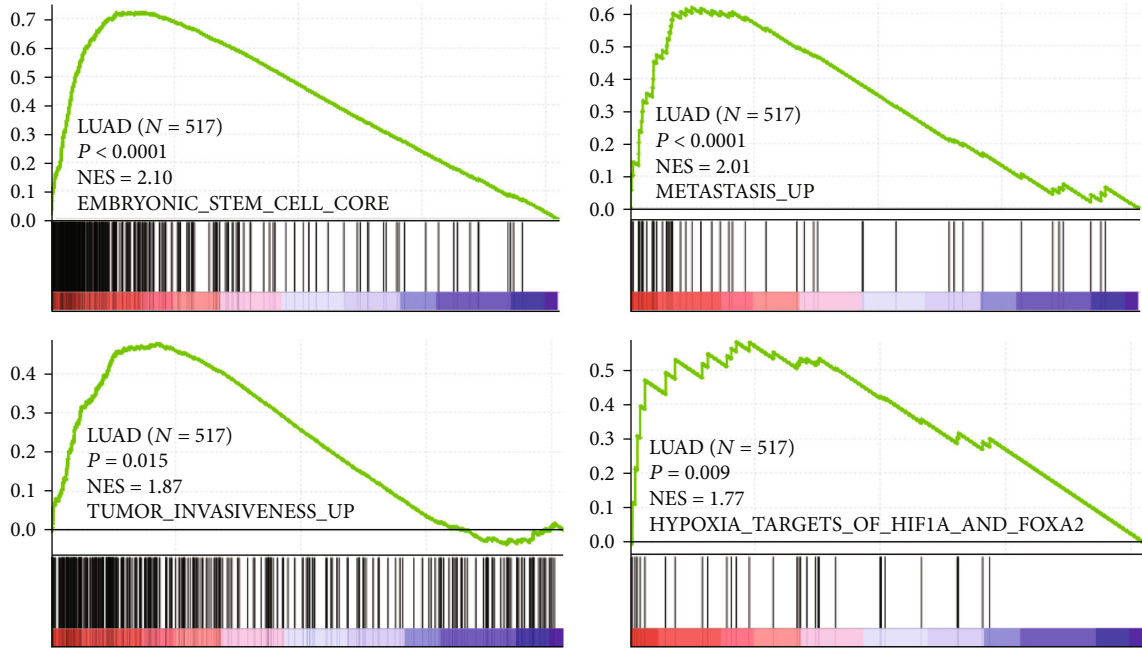 0.7
0.6
0.5
0.4
0.3
0.2
0.1
0.0
LUAD (N = 517)
P < 0.0001
NES = 2.10
EMBRYONIC_STEM_CELL_CORE
0.6
0.5
0.4
0.3
0.2
0.1
0.0
LUAD (N = 517)
P < 0.0001
NES = 2.01
METASTASIS_UP
0.4
0.3
0.2
0.1
0.0
LUAD (N = 517)
P = 0.015
NES = 1.87
TUMOR_INVASIVENESS_UP
0.5
0.4
0.3
0.2
0.1
0.0
LUAD (N = 517)
P = 0.009
NES = 1.77
HYPOXIA_TARGETS_OF_HIF1A_AND_FOXA2